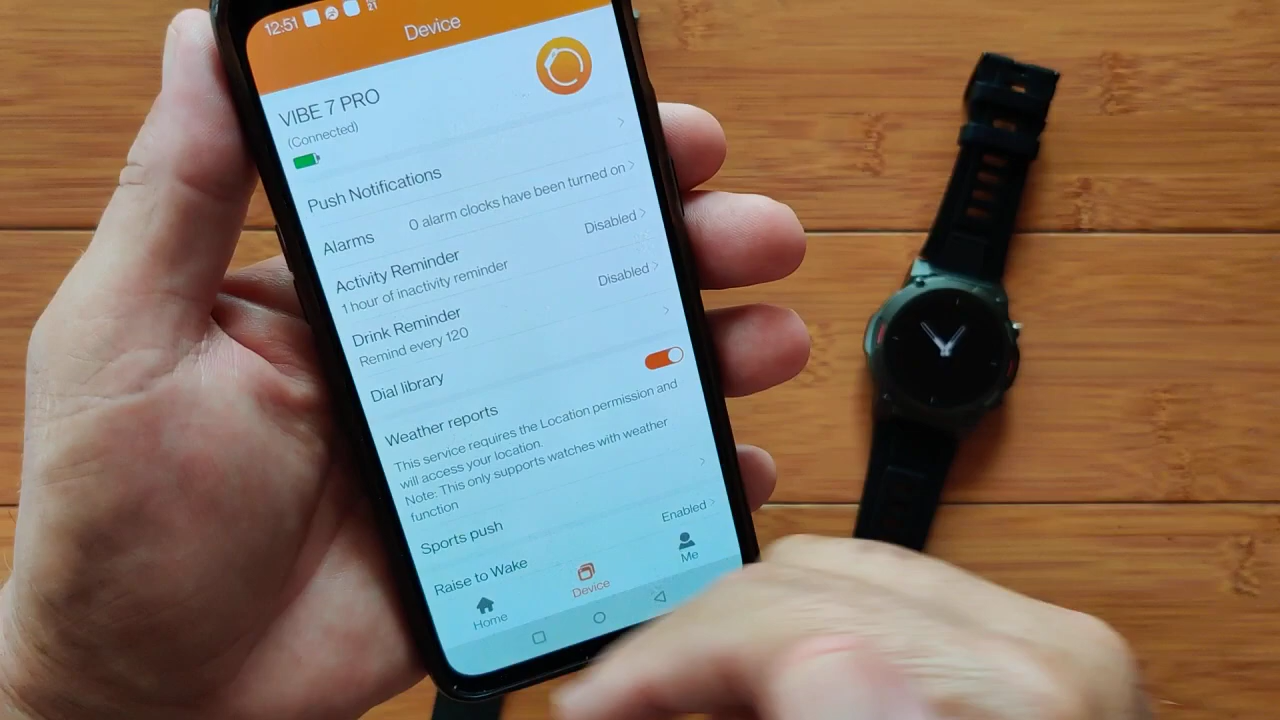 12:51
Device
VIBE 7 PRO
(Connected)
Push Notifications
Alarms 0 alarm clocks have been turned on
Activity Reminder Disabled
1 hour of inactivity reminder
Drink Reminder Disabled
Remind every 120
Dial library
Weather reports
This service requires the Location permission and
will access your location.
Note: This only supports watches with weather
function
Sports push
Raise to Wake Enabled
Home Device Me